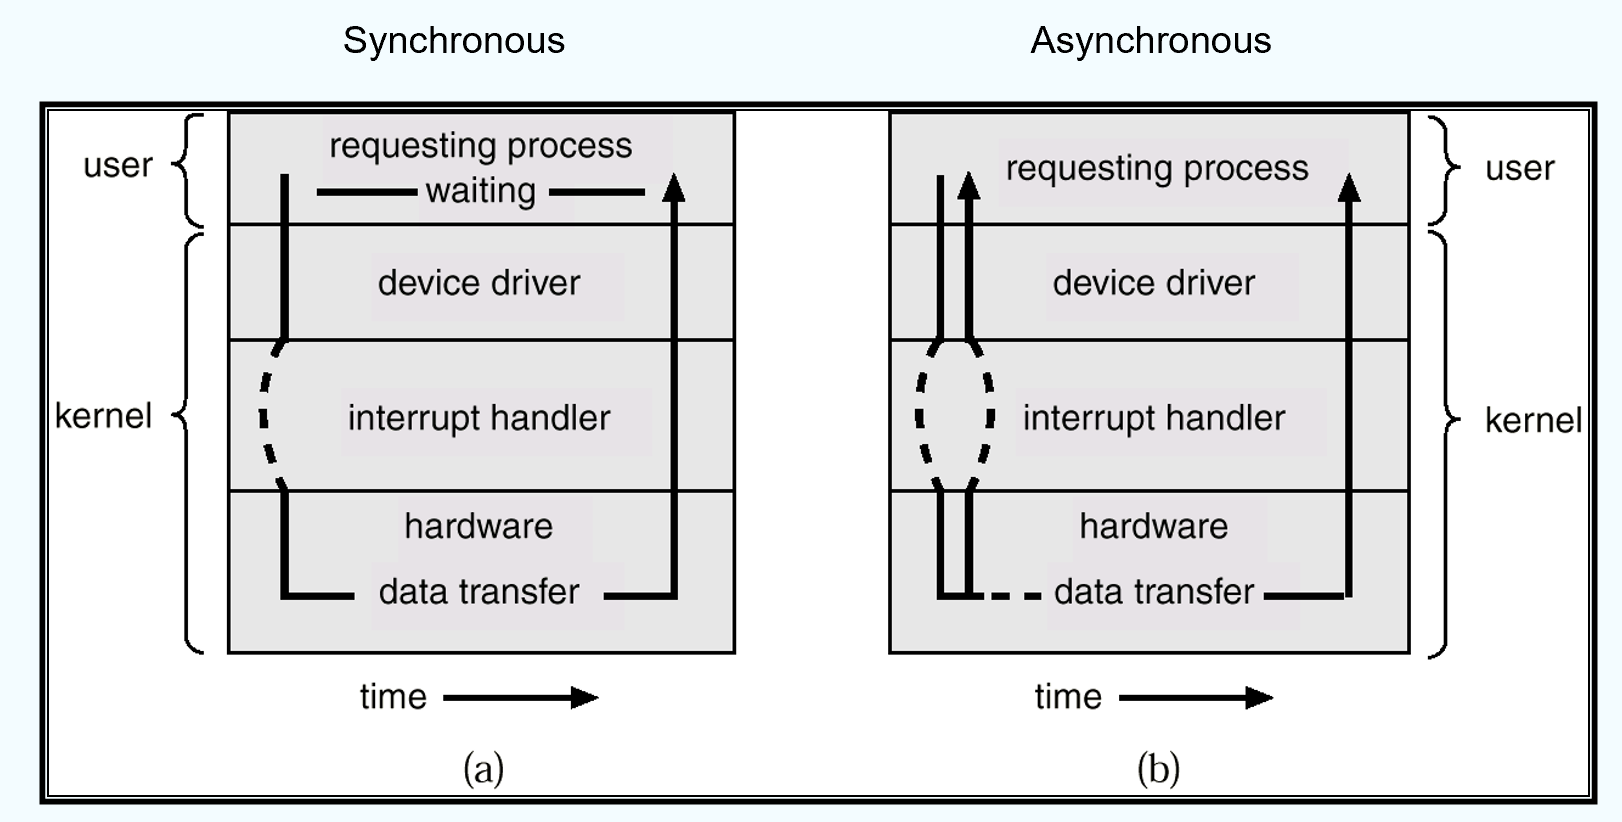 Synchronous
Asynchronous
user
requesting process
waiting
device driver
kernel
interrupt handler
hardware
data transfer
time
(a)
requesting process
user
device driver
interrupt handler
kernel
hardware
data transfer
time
(b)